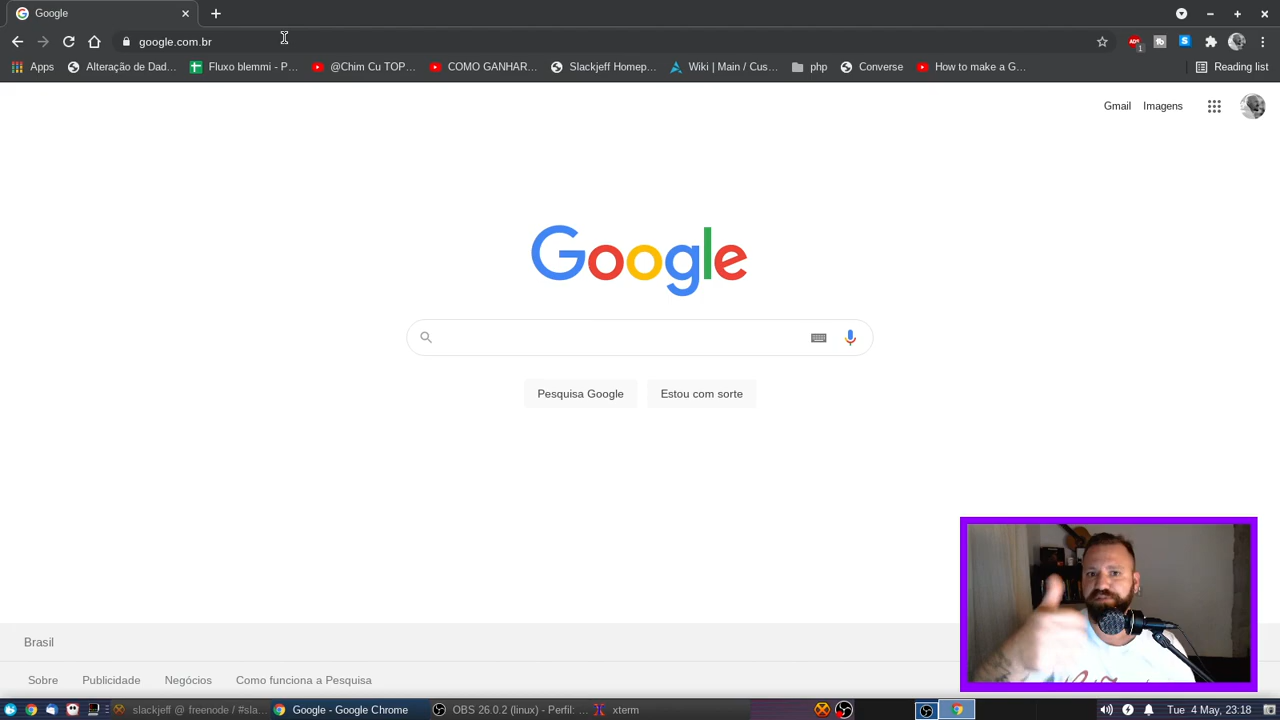 Google
google.com.br
Apps
Alteração de Dad...
Fluxo blemmi - P...
@Chim Cu TOP...
COMO GANHAR...
Slackjeff Homep...
Wiki | Main / Cus...
php
Converse
How to make a G...
Reading list
Gmail
Imagens
Google
Pesquisa Google
Estou com sorte
Brasil
Sobre
Publicidade
Negócios
Como funciona a Pesquisa
slackjeff @ freenode / #sla...
Google - Google Chrome
OBS 26.0.2 (linux) - Perfil: ...
xterm
Tue 4 May, 23:18